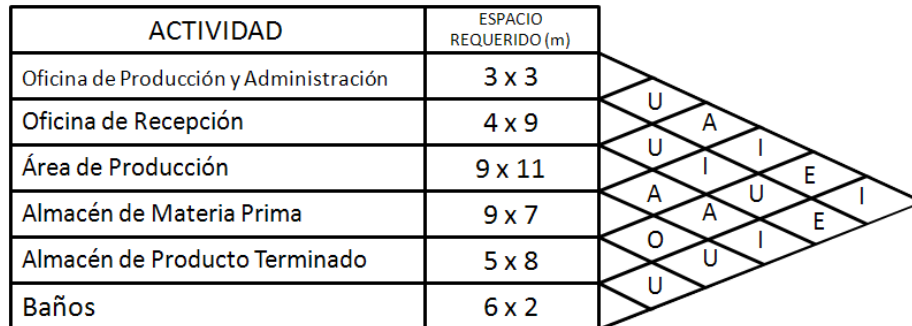 ACTIVIDAD
ESPACIO
REQUERIDO (m)
Oficina de Producción y Administración 3 x 3
U
Oficina de Recepción 4 x 9
A
U I
Área de Producción 9 x 11
I E
A U I
Almacén de Materia Prima 9 x 7
A E
O I
Almacén de Producto Terminado 5 x 8
U
U
Baños 6 x 2